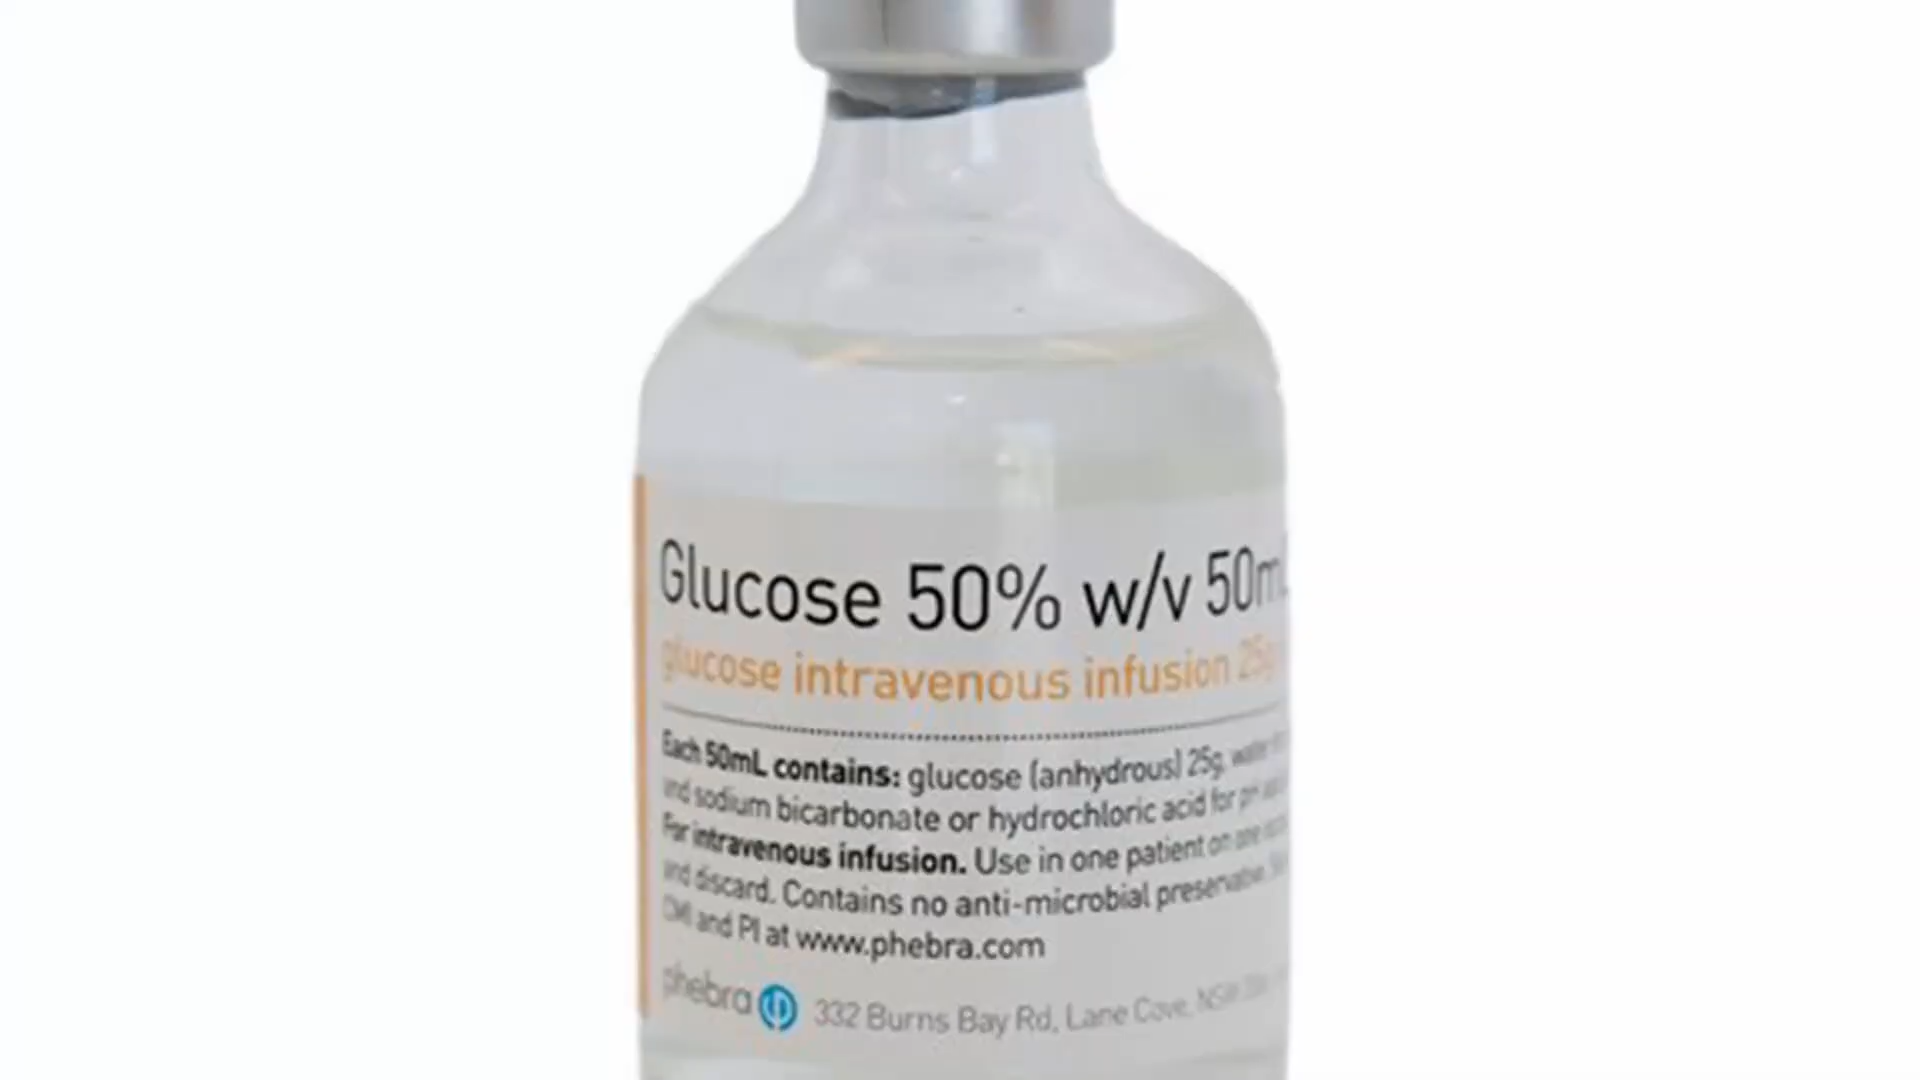 Glucose 50% w/v 50mL
glucose intravenous infusion 25g
Each 50mL contains: glucose (anhydrous) 25g, water
and sodium bicarbonate or hydrochloric acid for pH
For intravenous infusion. Use in one patient on one
and discard. Contains no anti-microbial preservative.
CMI and PI at www.phebra.com
phebra 332 Burns Bay Rd, Lane Cove, NSW